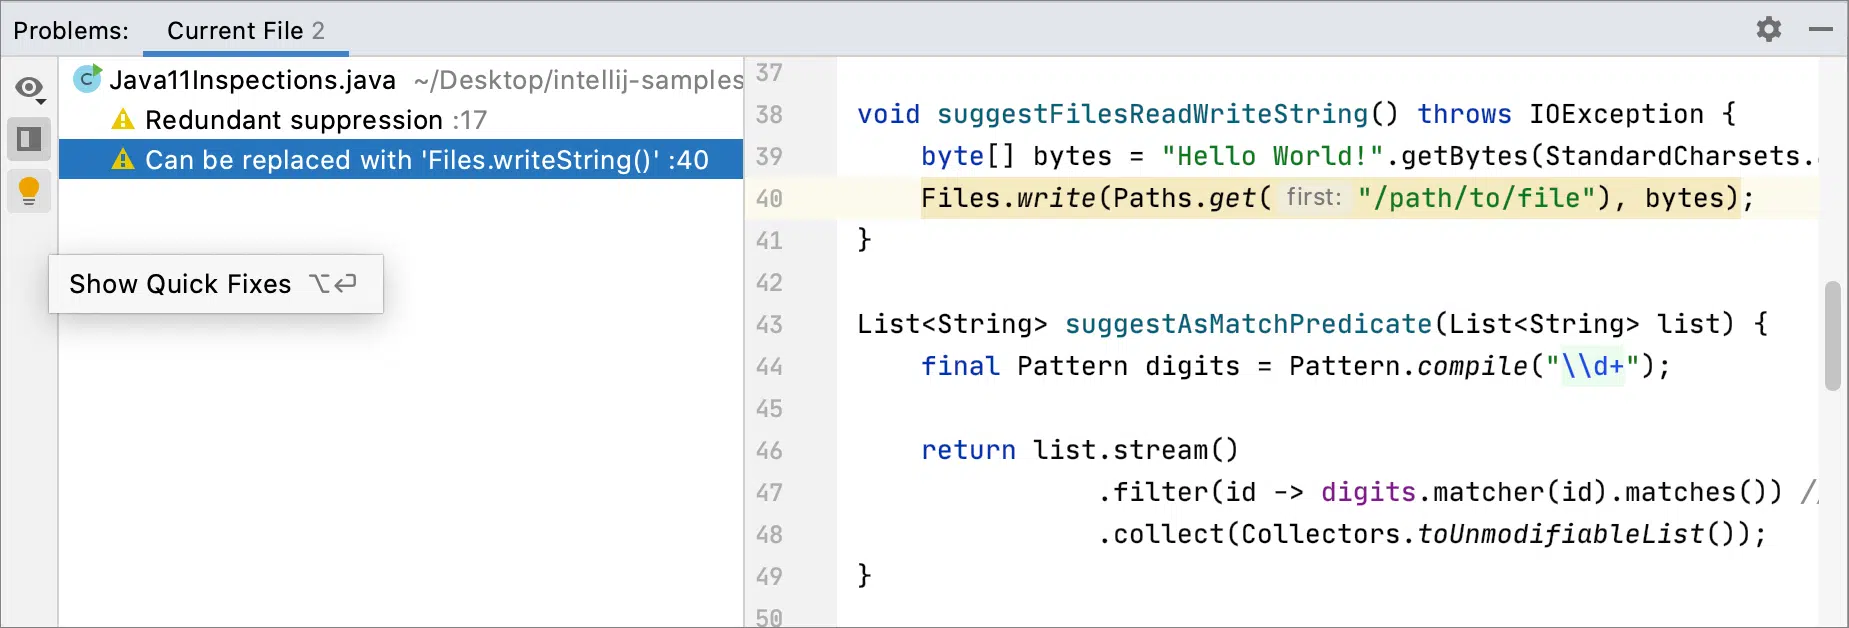 Problems: Current File 2
Java11Inspections.java ~/Desktop/intellij-samples
Redundant suppression :17
Can be replaced with 'Files.writeString()' :40
Show Quick Fixes ⌥↩
37
38 void suggestFilesReadWriteString() throws IOException {
39 byte[] bytes = "Hello World!".getBytes(StandardCharsets.
40 Files.write(Paths.get( first: "/path/to/file"), bytes);
41 }
42
43 List<String> suggestAsMatchPredicate(List<String> list) {
44 final Pattern digits = Pattern.compile("\\d+");
45
46 return list.stream()
47 .filter(id -> digits.matcher(id).matches()) //
48 .collect(Collectors.toUnmodifiableList());
49 }
50